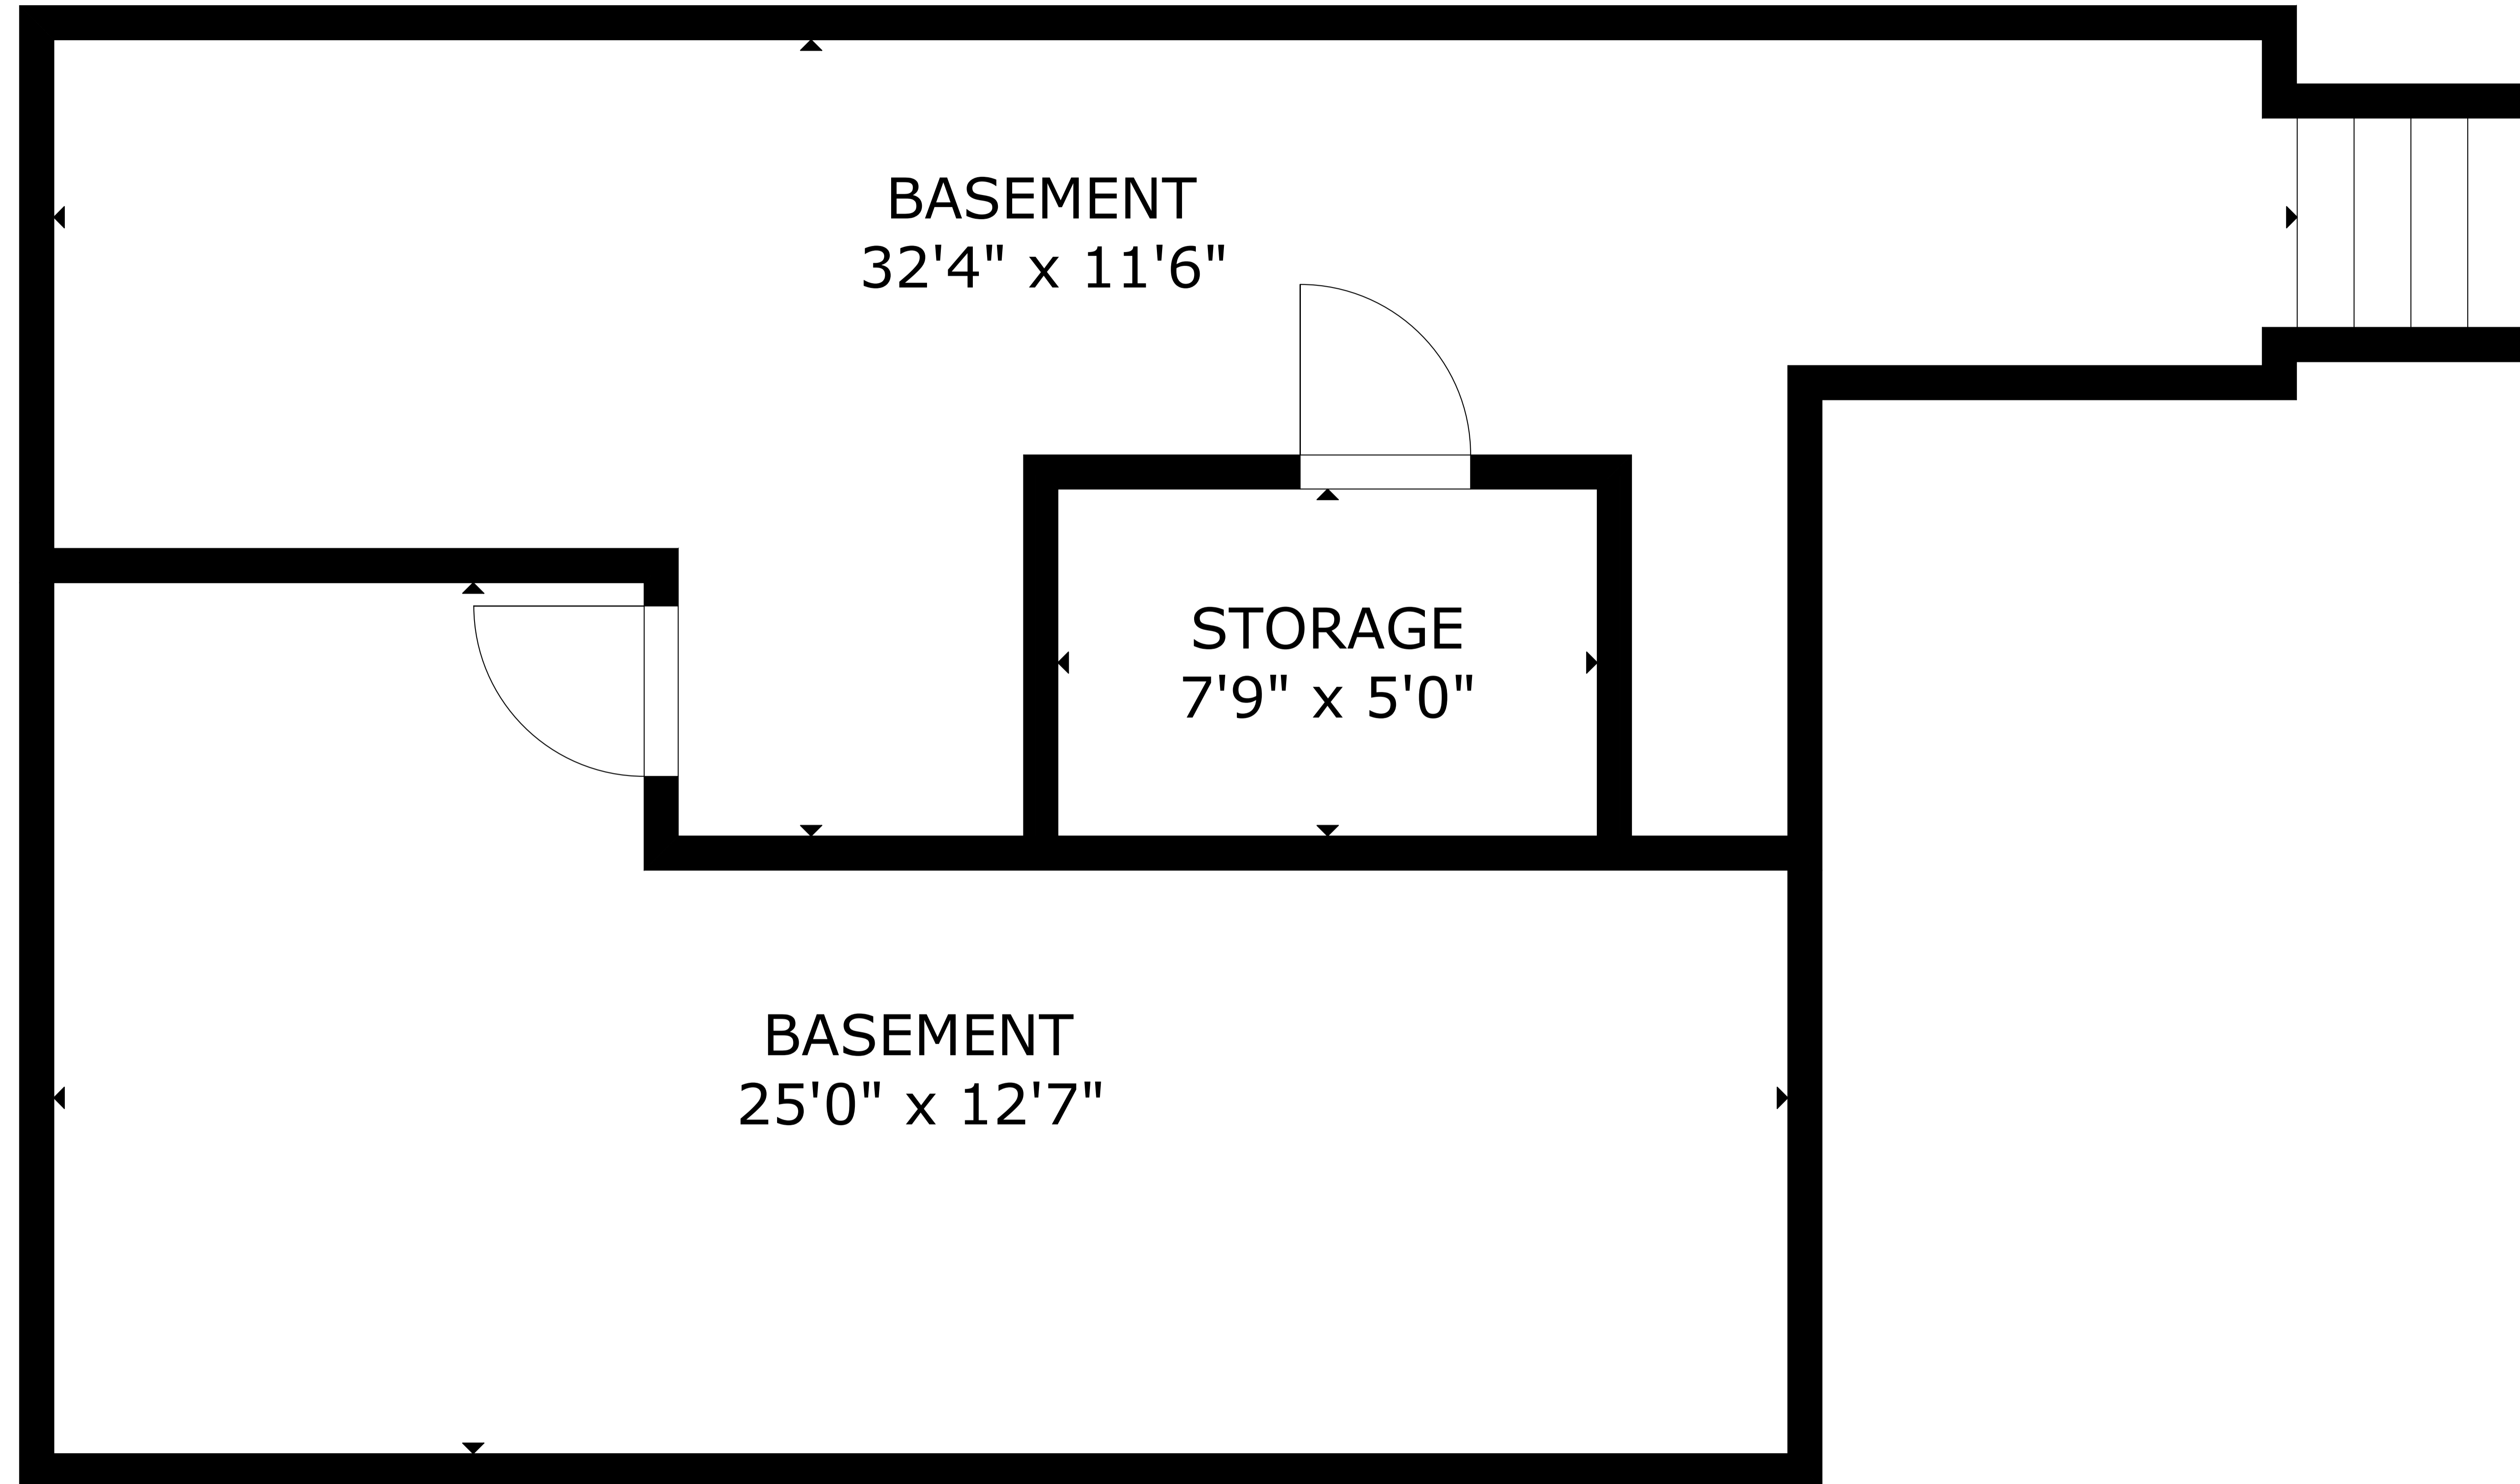 BASEMENT
32'4" x 11'6"
STORAGE
7'9" x 5'0"
BASEMENT
25'0" x 12'7"